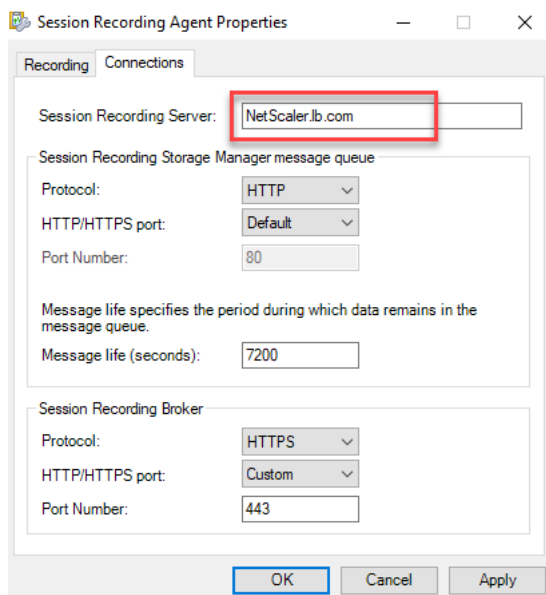 Session Recording Agent Properties
Recording
Connections
Session Recording Server: NetScaler.lb.com
Session Recording Storage Manager message queue
Protocol: HTTP
HTTP/HTTPS port: Default
Port Number: 80
Message life specifies the period during which data remains in the
message queue.
Message life (seconds): 7200
Session Recording Broker
Protocol: HTTPS
HTTP/HTTPS port: Custom
Port Number: 443
OK Cancel Apply